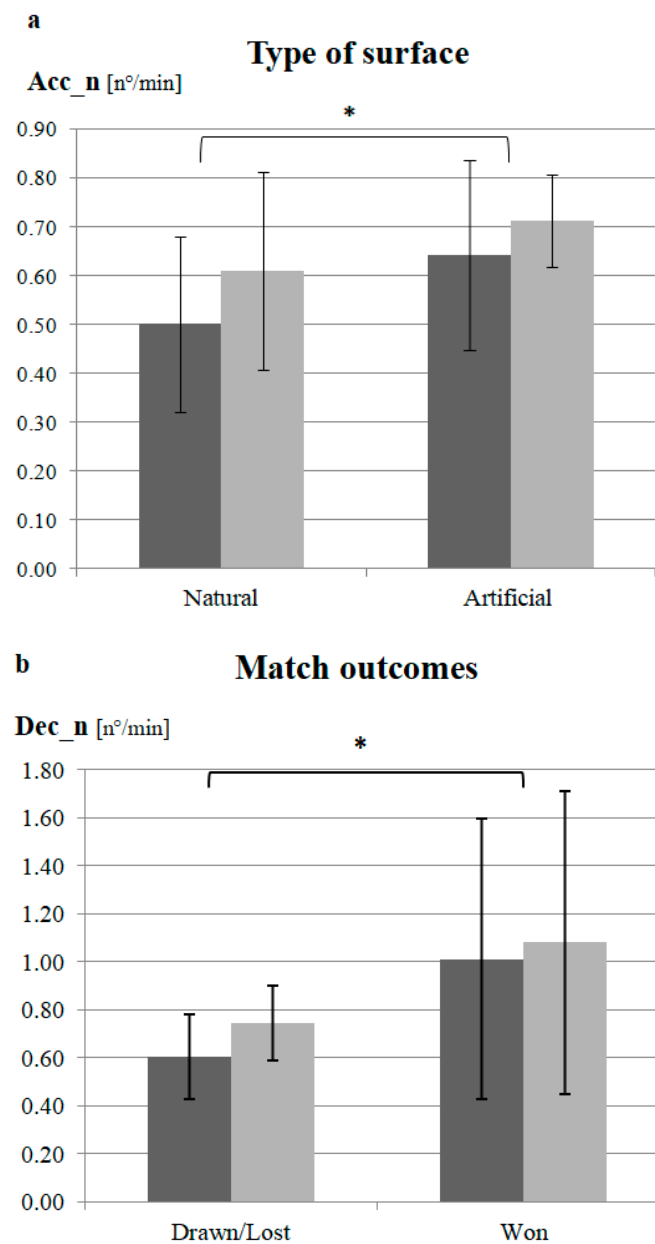 a
Type of surface
Acc_n [n°/min]
*
0.90
0.80
0.70
0.60
0.50
0.40
0.30
0.20
0.10
0.00
Natural Artificial
b
Match outcomes
Dec_n [n°/min]
*
1.80
1.60
1.40
1.20
1.00
0.80
0.60
0.40
0.20
0.00
Drawn/Lost Won